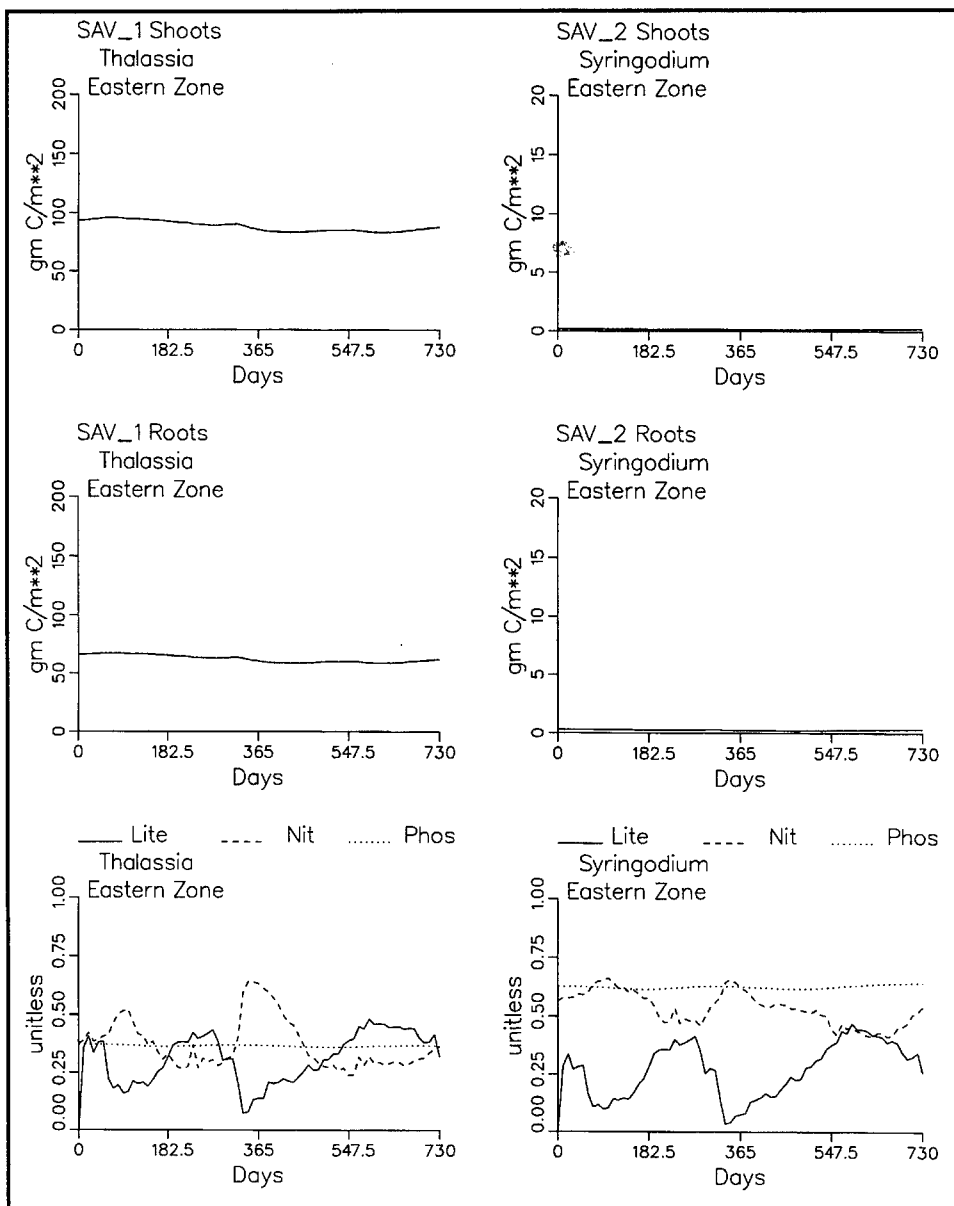 SAV_1 Shoots
Thalassia
Eastern Zone
gm C/m**2
200
150
100
50
0
0 182.5 365 547.5 730
Days
SAV_2 Shoots
Syringodium
Eastern Zone
gm C/m**2
20
15
10
5
0
0 182.5 365 547.5 730
Days
SAV_1 Roots
Thalassia
Eastern Zone
gm C/m**2
200
150
100
50
0
0 182.5 365 547.5 730
Days
SAV_2 Roots
Syringodium
Eastern Zone
gm C/m**2
20
15
10
5
0
0 182.5 365 547.5 730
Days
Lite Nit Phos
Thalassia
Eastern Zone
unitless
1.00
0.75
0.50
0.25
0.00
0 182.5 365 547.5 730
Days
Lite Nit Phos
Syringodium
Eastern Zone
unitless
1.00
0.75
0.50
0.25
0.00
0 182.5 365 547.5 730
Days